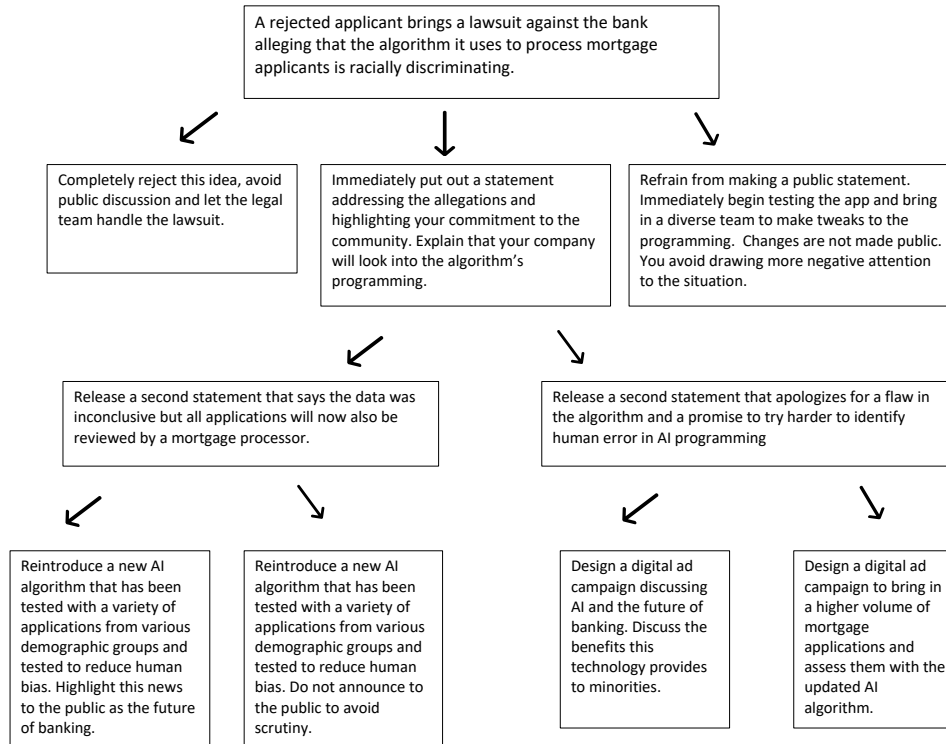 A rejected applicant brings a lawsuit against the bank
alleging that the algorithm it uses to process mortgage
applicants is racially discriminating.
Completely reject this idea, avoid
public discussion and let the legal
team handle the lawsuit.
Immediately put out a statement
addressing the allegations and
highlighting your commitment to the
community. Explain that your company
will look into the algorithm’s
programming.
Refrain from making a public statement.
Immediately begin testing the app and bring
in a diverse team to make tweaks to the
programming.  Changes are not made public.
You avoid drawing more negative attention
to the situation.
Release a second statement that says the data was
inconclusive but all applications will now also be
reviewed by a mortgage processor.
Release a second statement that apologizes for a flaw in
the algorithm and a promise to try harder to identify
human error in AI programming
Reintroduce a new AI
algorithm that has been
tested with a variety of
applications from various
demographic groups and
tested to reduce human
bias. Highlight this news
to the public as the future
of banking.
Reintroduce a new AI
algorithm that has been
tested with a variety of
applications from various
demographic groups and
tested to reduce human
bias. Do not announce to
the public to avoid
scrutiny.
Design a digital ad
campaign discussing
AI and the future of
banking. Discuss the
benefits this
technology provides
to minorities.
Design a digital ad
campaign to bring in
a higher volume of
mortgage
applications and
assess them with the
updated AI
algorithm.